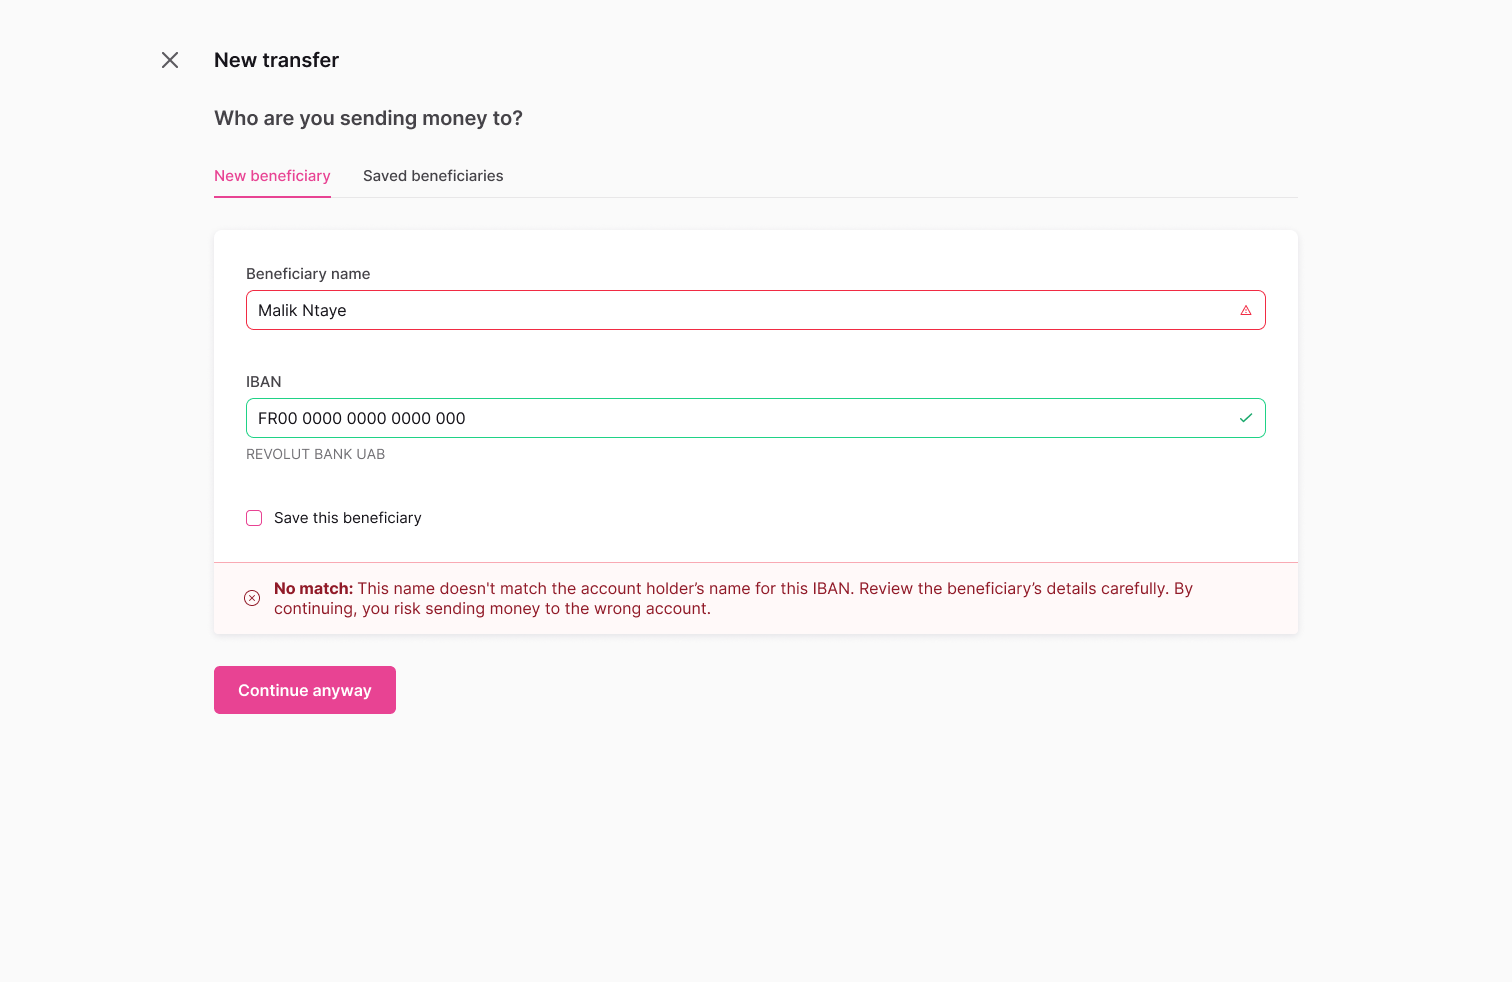 New transfer
Who are you sending money to?
New beneficiary Saved beneficiaries
Beneficiary name
Malik Ntaye
IBAN
FR00 0000 0000 0000 000
REVOLUT BANK UAB
Save this beneficiary
No match: This name doesn't match the account holder’s name for this IBAN. Review the beneficiary’s details carefully. By
continuing, you risk sending money to the wrong account.
Continue anyway